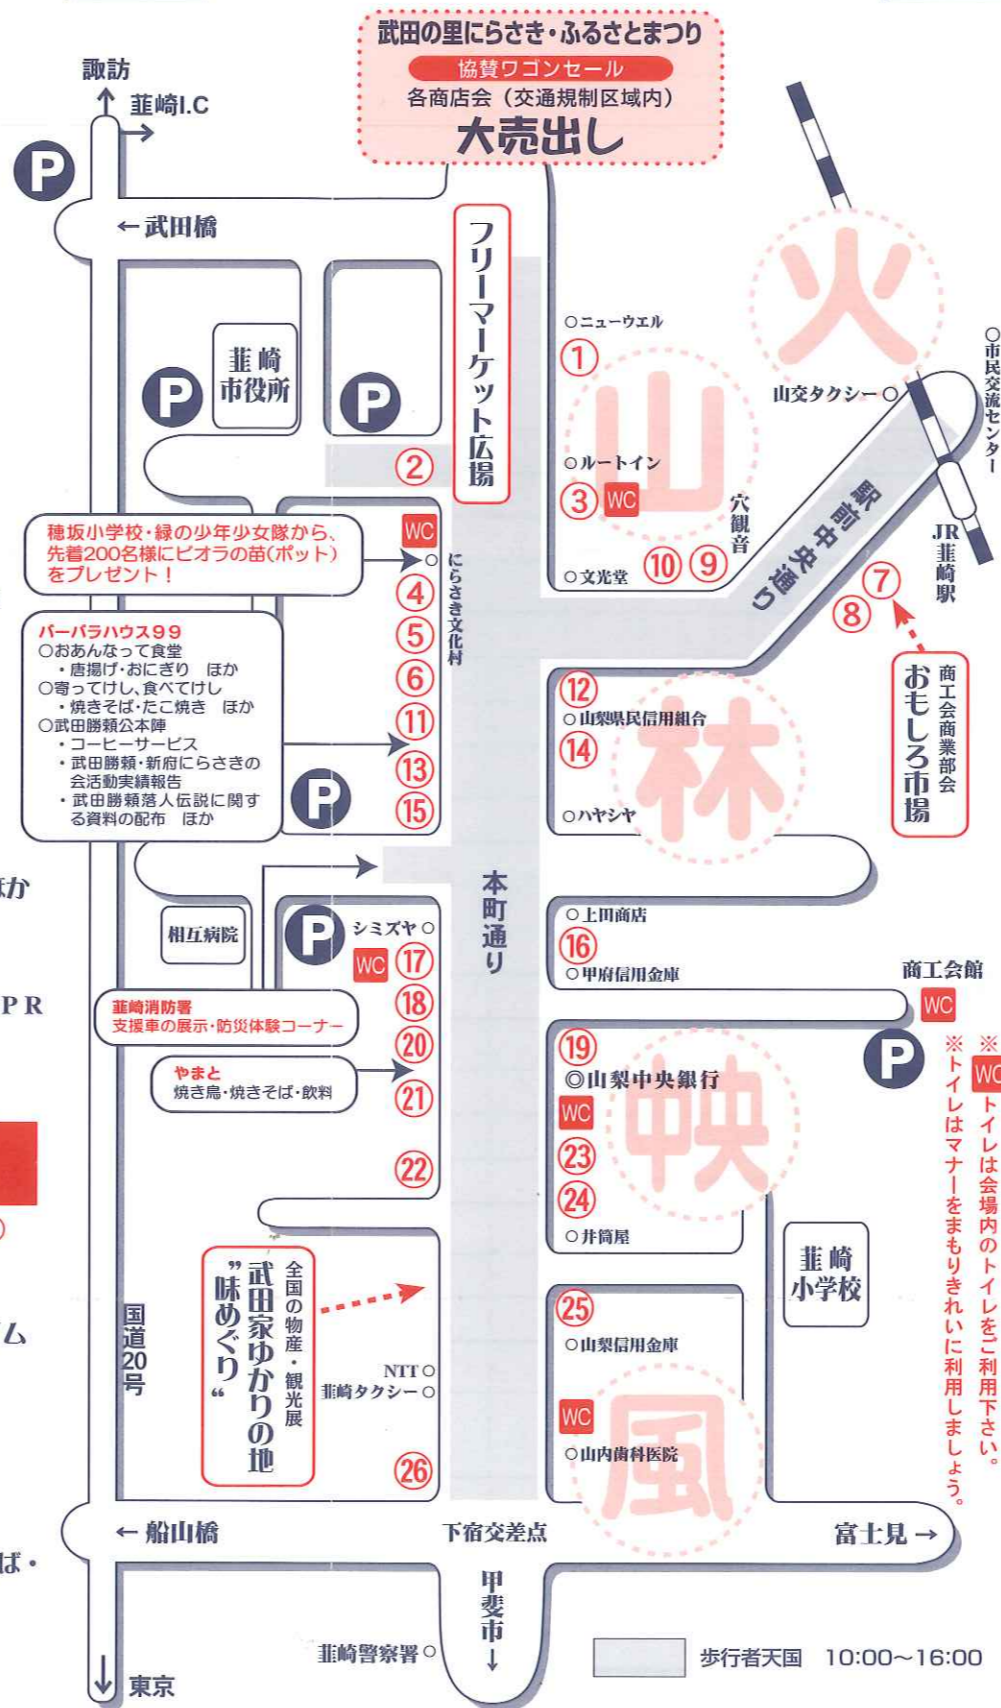 武田の里にらさき・ふるさとまつり
協賛ワゴンセール
各商店会（交通規制区域内）
大売出し
諏訪
韮崎I.C
P
←武田橋
フリーマーケット広場
韮崎
市役所
P
P
○ニューウエル
①
火
山
山交タクシー○
○市民交流センター
②
○ルートイン
③ WC
穴観音
駅前中央通り
JR韮崎駅
穂坂小学校・緑の少年少女隊から、
先着200名様にビオラの苗(ポット)
をプレゼント！
WC
○にらさき文化村
○文光堂
⑩ ⑨
⑦
⑧
④
⑤
⑥
⑪
⑬
⑮
バーバラハウス99
○おあんなって食堂
・唐揚げ・おにぎり ほか
○寄ってけし、食べてけし
・焼きそば・たこ焼き ほか
○武田勝頼公本陣
・コーヒーサービス
・武田勝頼・新府にらさきの
会活動実績報告
・武田勝頼落人伝説に関す
る資料の配布 ほか
P
商工会商業部会
おもしろ市場
⑫
○山梨県民信用組合
⑭
林
○ハヤシヤ
本町通り
ほか
相互病院
P
シミズヤ○
WC ⑰
⑱
⑳
㉑
㉒
○上田商店
⑯
○甲府信用金庫
商工会館
WC
P
PR
韮崎消防署
支援車の展示・防災体験コーナー
やまと
焼き鳥・焼きそば・飲料
⑲
◎山梨中央銀行
WC
㉓
㉔
○井筒屋
韮崎
小学校
※WCトイレは会場内のトイレをご利用下さい。
※トイレはマナーをまもりきれいに利用しましょう。
全国の物産・観光展
武田家ゆかりの地
”味めぐり“
国道20号
ム
NTT○
韮崎タクシー○
㉖
㉕
○山梨信用金庫
WC
○山内歯科医院
風
←船山橋
下宿交差点
富士見→
ば・
甲斐市
↓
韮崎警察署○
東京
歩行者天国 10:00～16:00